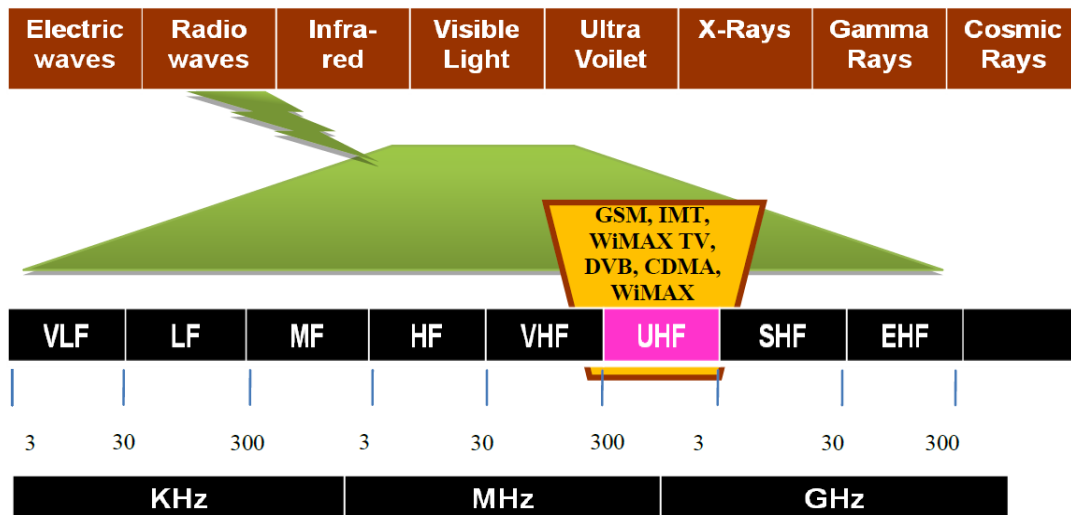 Electric waves
Radio waves
Infra-red
Visible Light
Ultra Voilet
X-Rays
Gamma Rays
Cosmic Rays
GSM, IMT,
WiMAX TV,
DVB, CDMA,
WiMAX
VLF LF MF HF VHF UHF SHF EHF
3 30 300 3 30 300 3 30 300
KHz MHz GHz